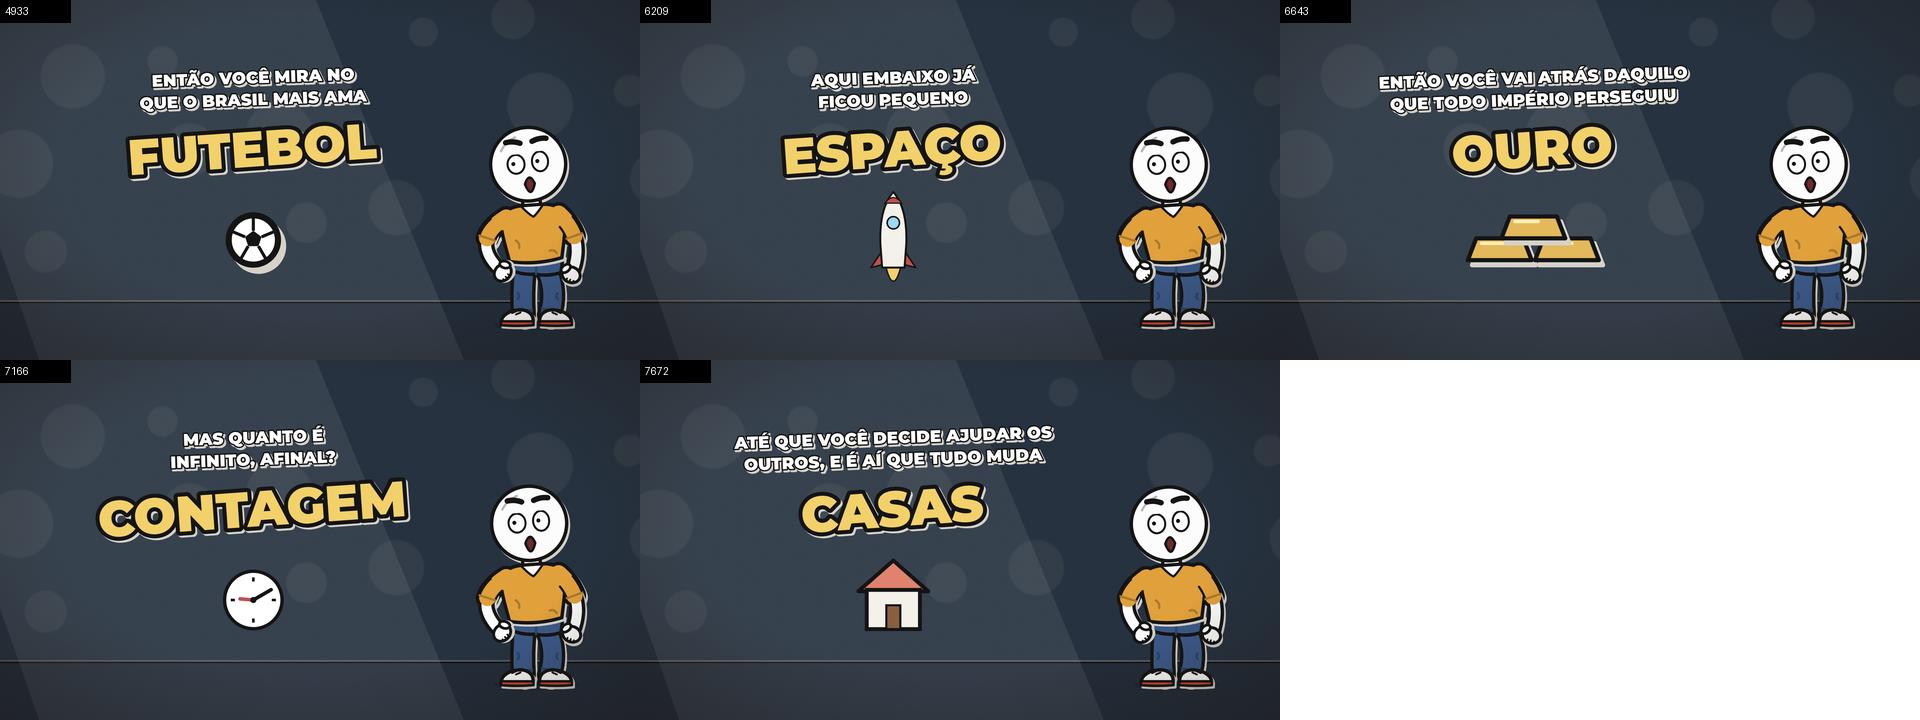 4933
ENTÃO VOCÊ MIRA NO
QUE O BRASIL MAIS AMA
FUTEBOL
6209
AQUI EMBAIXO JÁ
FICOU PEQUENO
ESPAÇO
6643
ENTÃO VOCÊ VAI ATRÁS DAQUILO
QUE TODO IMPÉRIO PERSEGUIU
OURO
7166
MAS QUANTO É
INFINITO, AFINAL?
CONTAGEM
7672
ATÉ QUE VOCÊ DECIDE AJUDAR OS
OUTROS, E É AÍ QUE TUDO MUDA
CASAS